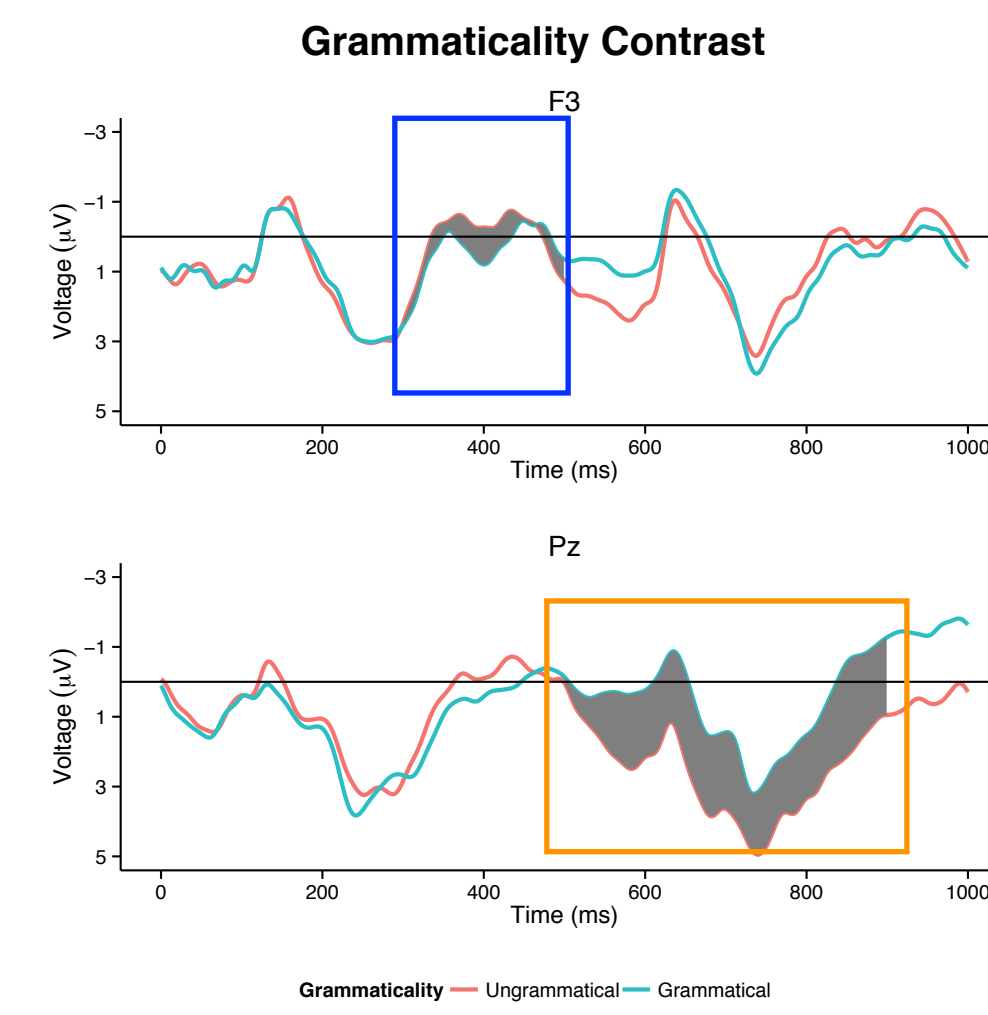 Grammaticality Contrast
F3
−3
−1
1
3
5
Voltage (μV)
0 200 400 600 800 1000
Time (ms)
Pz
−3
−1
1
3
5
Voltage (μV)
0 200 400 600 800 1000
Time (ms)
Grammaticality Ungrammatical Grammatical